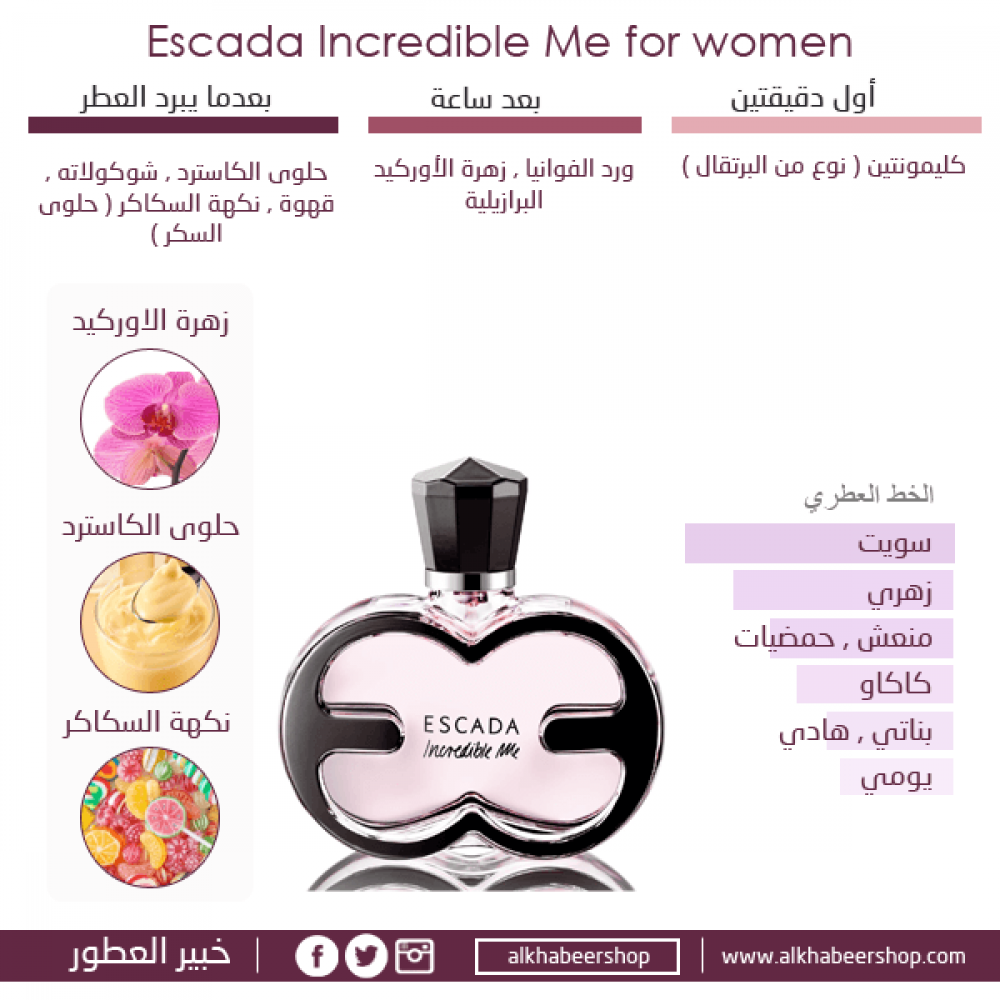 Escada Incredible Me for women
أول دقيقتين
كليمونتين ( نوع من البرتقال )
بعد ساعة
ورد الفوانيا , زهرة الأوركيد
البرازيلية
بعدما يبرد العطر
حلوى الكاسترد , شوكولاته ,
قهوة , نكهة السكاكر ( حلوى
السكر )
زهرة الاوركيد
حلوى الكاسترد
نكهة السكاكر
ESCADA
Incredible Me
الخط العطري
سويت
زهري
منعش , حمضيات
كاكاو
بناتي , هادي
يومي
خبير العطور
alkhabeershop
www.alkhabeershop.com